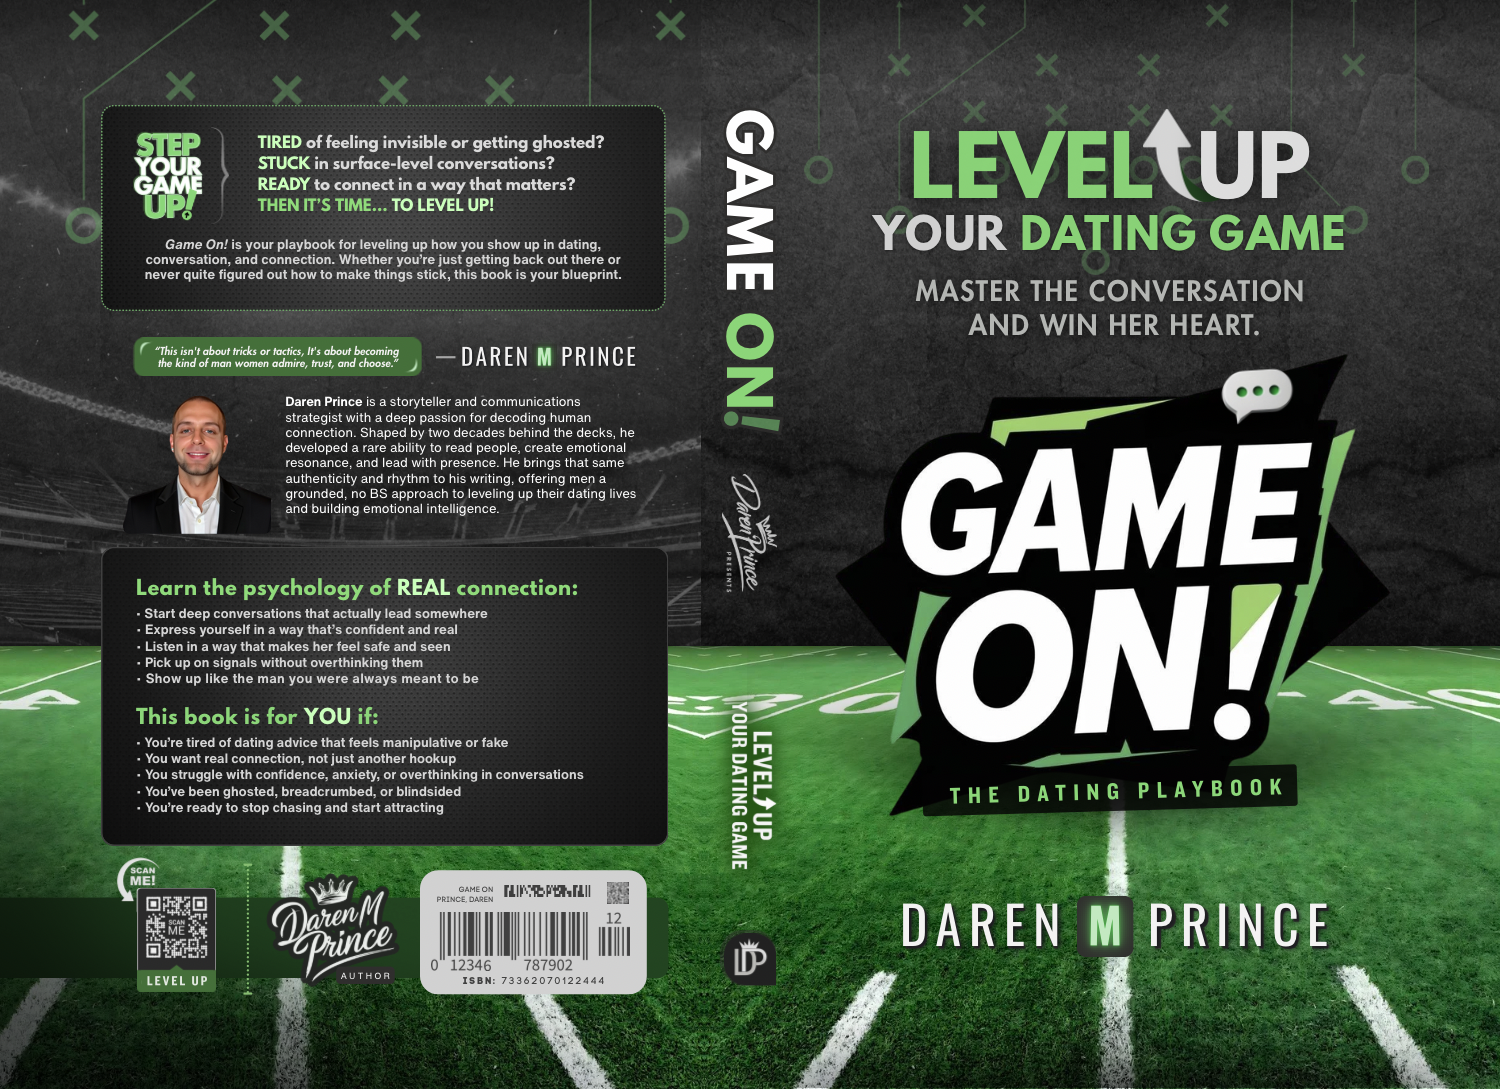 STEP
YOUR
GAME
UP!
TIRED of feeling invisible or getting ghosted?
STUCK in surface-level conversations?
READY to connect in a way that matters?
THEN IT'S TIME... TO LEVEL UP!
Game On! is your playbook for leveling up how you show up in dating,
conversation, and connection. Whether you're just getting back out there or
never quite figured out how to make things stick, this book is your blueprint.
"This isn't about tricks or tactics, It's about becoming
the kind of man women admire, trust, and choose."
— DAREN M PRINCE
Daren Prince is a storyteller and communications
strategist with a deep passion for decoding human
connection. Shaped by two decades behind the decks, he
developed a rare ability to read people, create emotional
resonance, and lead with presence. He brings that same
authenticity and rhythm to his writing, offering men a
grounded, no BS approach to leveling up their dating lives
and building emotional intelligence.
Learn the psychology of REAL connection:
· Start deep conversations that actually lead somewhere
· Express yourself in a way that's confident and real
· Listen in a way that makes her feel safe and seen
· Pick up on signals without overthinking them
· Show up like the man you were always meant to be
This book is for YOU if:
· You're tired of dating advice that feels manipulative or fake
· You want real connection, not just another hookup
· You struggle with confidence, anxiety, or overthinking in conversations
· You've been ghosted, breadcrumbed, or blindsided
· You're ready to stop chasing and start attracting
SCAN
ME!
SCAN
ME
LEVEL UP
Daren M
Prince
AUTHOR
GAME ON
PRINCE, DAREN
12
0 12346 787902
ISBN: 73362070122444
GAME ON!
Daren Prince
PRESENTS
LEVEL UP
YOUR DATING GAME
DP
LEVEL UP
YOUR DATING GAME
MASTER THE CONVERSATION
AND WIN HER HEART.
GAME
ON!
THE DATING PLAYBOOK
DAREN M PRINCE